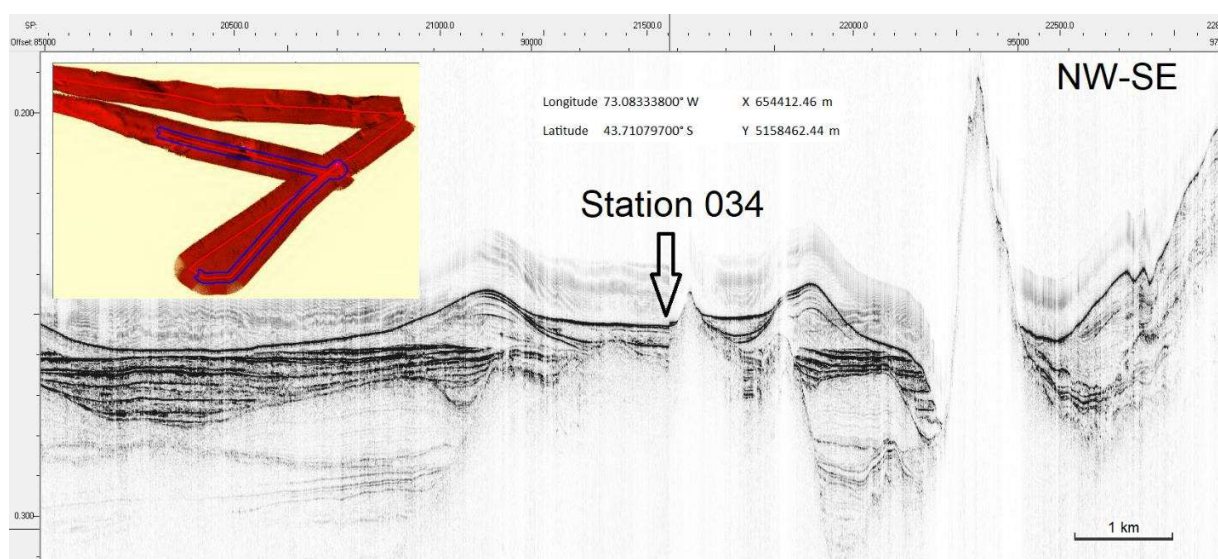 SP: 20500.0 21000.0 21500.0 22000.0 22500.0
Offset: 85000 90000 95000
NW-SE
0.200
Longitude 73.08333800° W X 654412.46 m
Latitude 43.71079700° S Y 5158462.44 m
Station 034
0.300
1 km